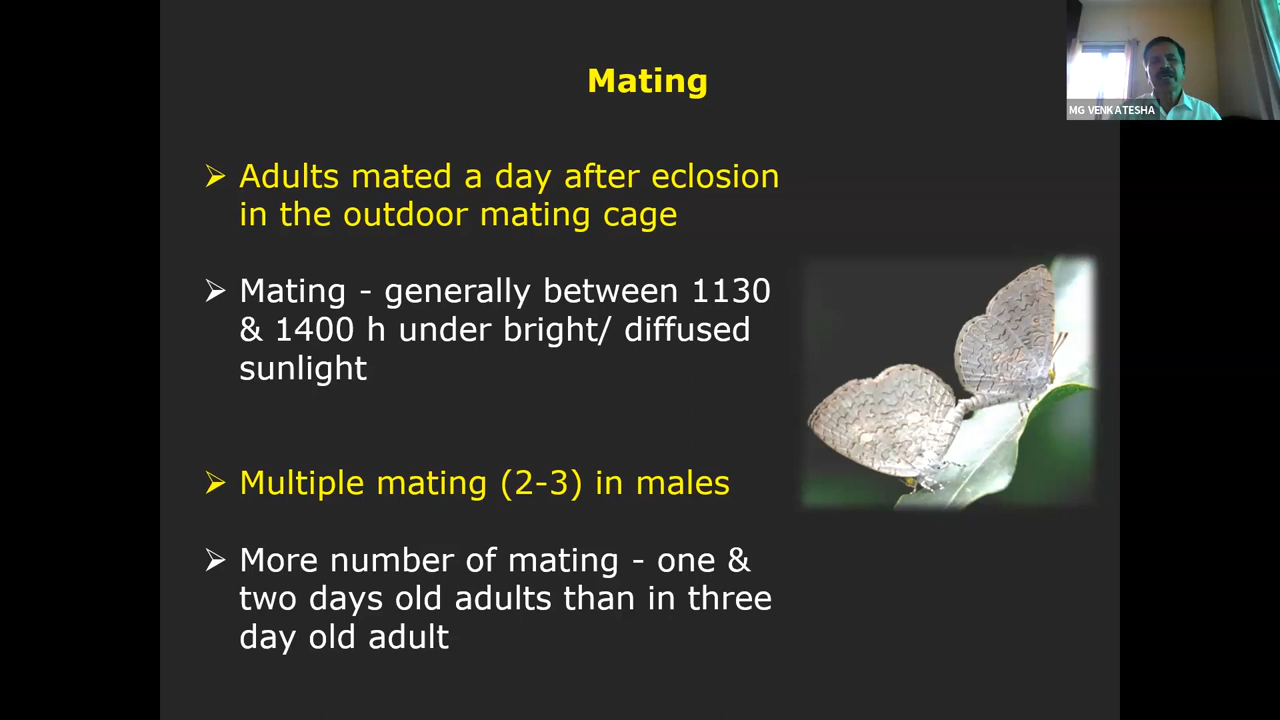 Mating
MG VENKATESHA
➢ Adults mated a day after eclosion
in the outdoor mating cage
➢ Mating - generally between 1130
& 1400 h under bright/ diffused
sunlight
➢ Multiple mating (2-3) in males
➢ More number of mating - one &
two days old adults than in three
day old adult